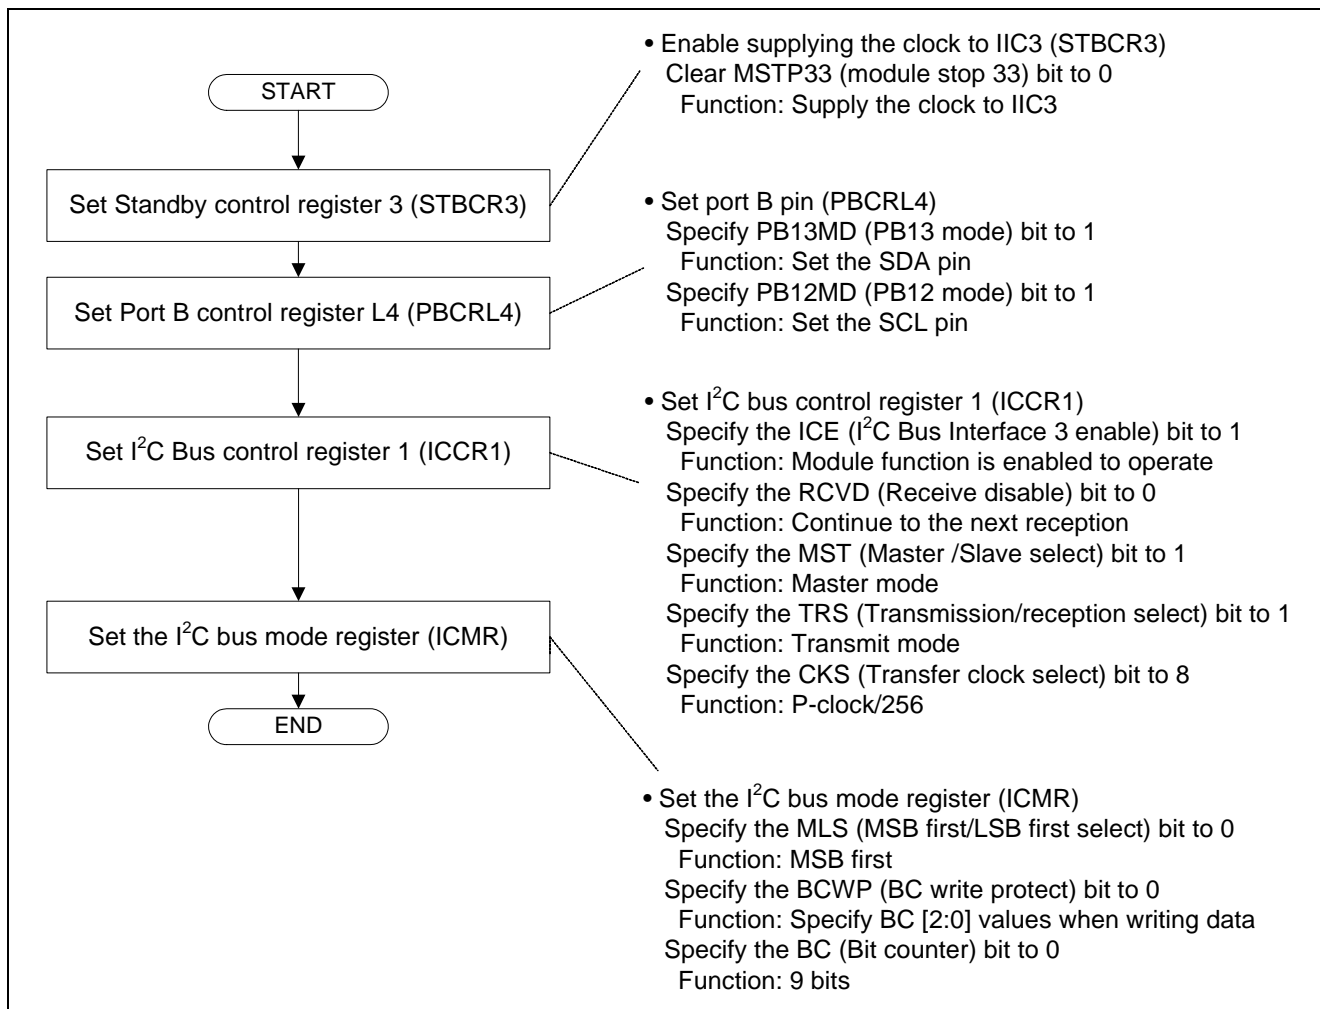 START
Set Standby control register 3 (STBCR3)
Set Port B control register L4 (PBCRL4)
Set I²C Bus control register 1 (ICCR1)
Set the I²C bus mode register (ICMR)
END
• Enable supplying the clock to IIC3 (STBCR3)
Clear MSTP33 (module stop 33) bit to 0
Function: Supply the clock to IIC3
• Set port B pin (PBCRL4)
Specify PB13MD (PB13 mode) bit to 1
Function: Set the SDA pin
Specify PB12MD (PB12 mode) bit to 1
Function: Set the SCL pin
• Set I²C bus control register 1 (ICCR1)
Specify the ICE (I²C Bus Interface 3 enable) bit to 1
Function: Module function is enabled to operate
Specify the RCVD (Receive disable) bit to 0
Function: Continue to the next reception
Specify the MST (Master /Slave select) bit to 1
Function: Master mode
Specify the TRS (Transmission/reception select) bit to 1
Function: Transmit mode
Specify the CKS (Transfer clock select) bit to 8
Function: P-clock/256
• Set the I²C bus mode register (ICMR)
Specify the MLS (MSB first/LSB first select) bit to 0
Function: MSB first
Specify the BCWP (BC write protect) bit to 0
Function: Specify BC [2:0] values when writing data
Specify the BC (Bit counter) bit to 0
Function: 9 bits